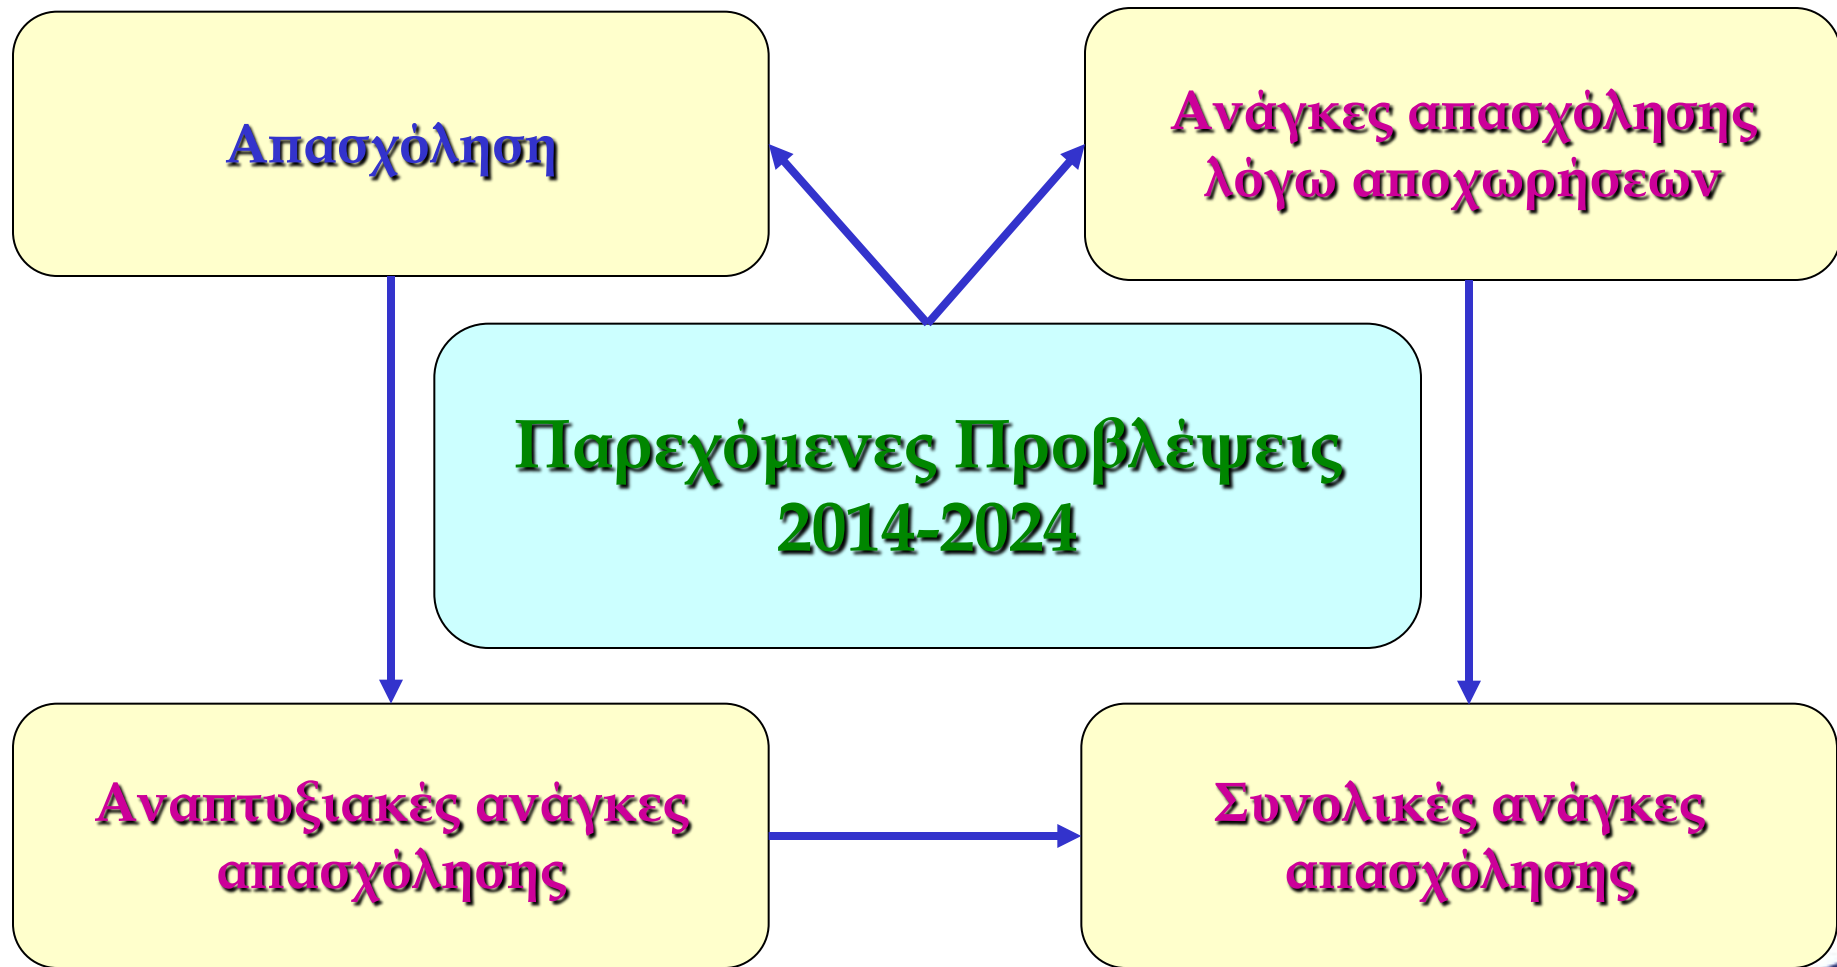 Απασχόληση
Ανάγκες απασχόλησης
λόγω αποχωρήσεων
Παρεχόμενες Προβλέψεις
2014-2024
Αναπτυξιακές ανάγκες
απασχόλησης
Συνολικές ανάγκες
απασχόλησης